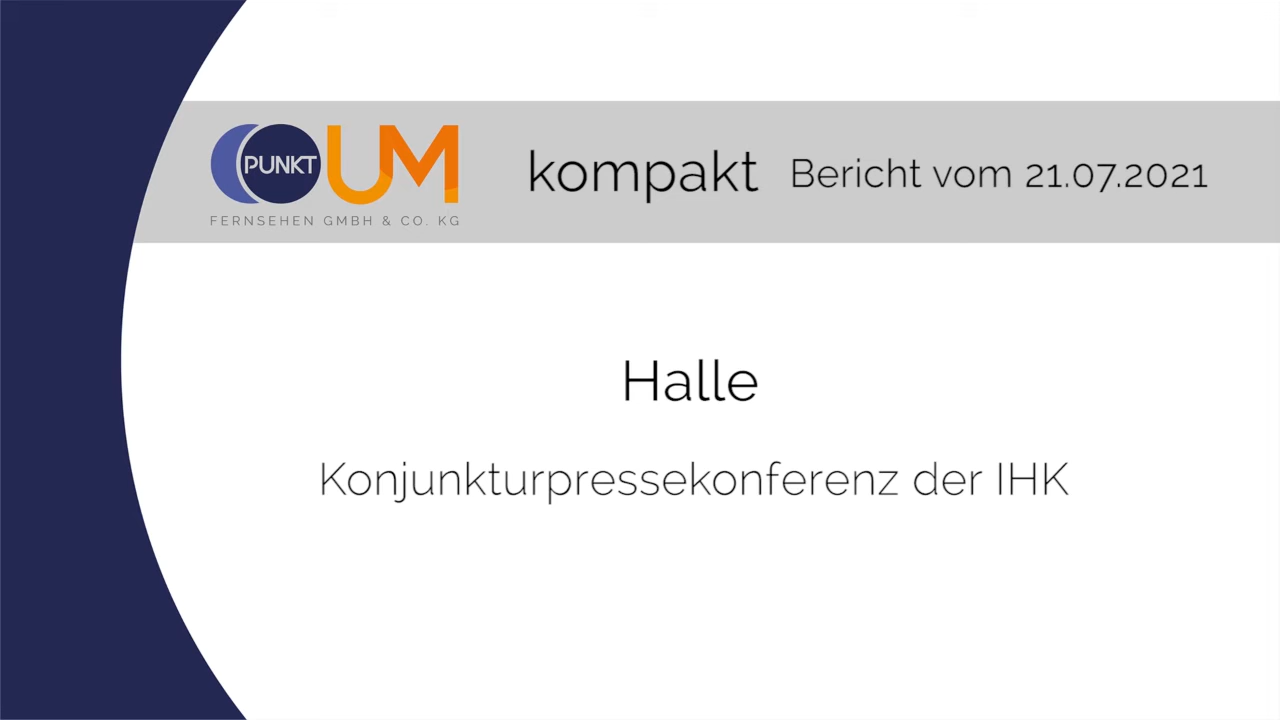 PUNKT UM
FERNSEHEN GMBH & CO. KG
kompakt Bericht vom 21.07.2021
Halle
Konjunkturpressekonferenz der IHK